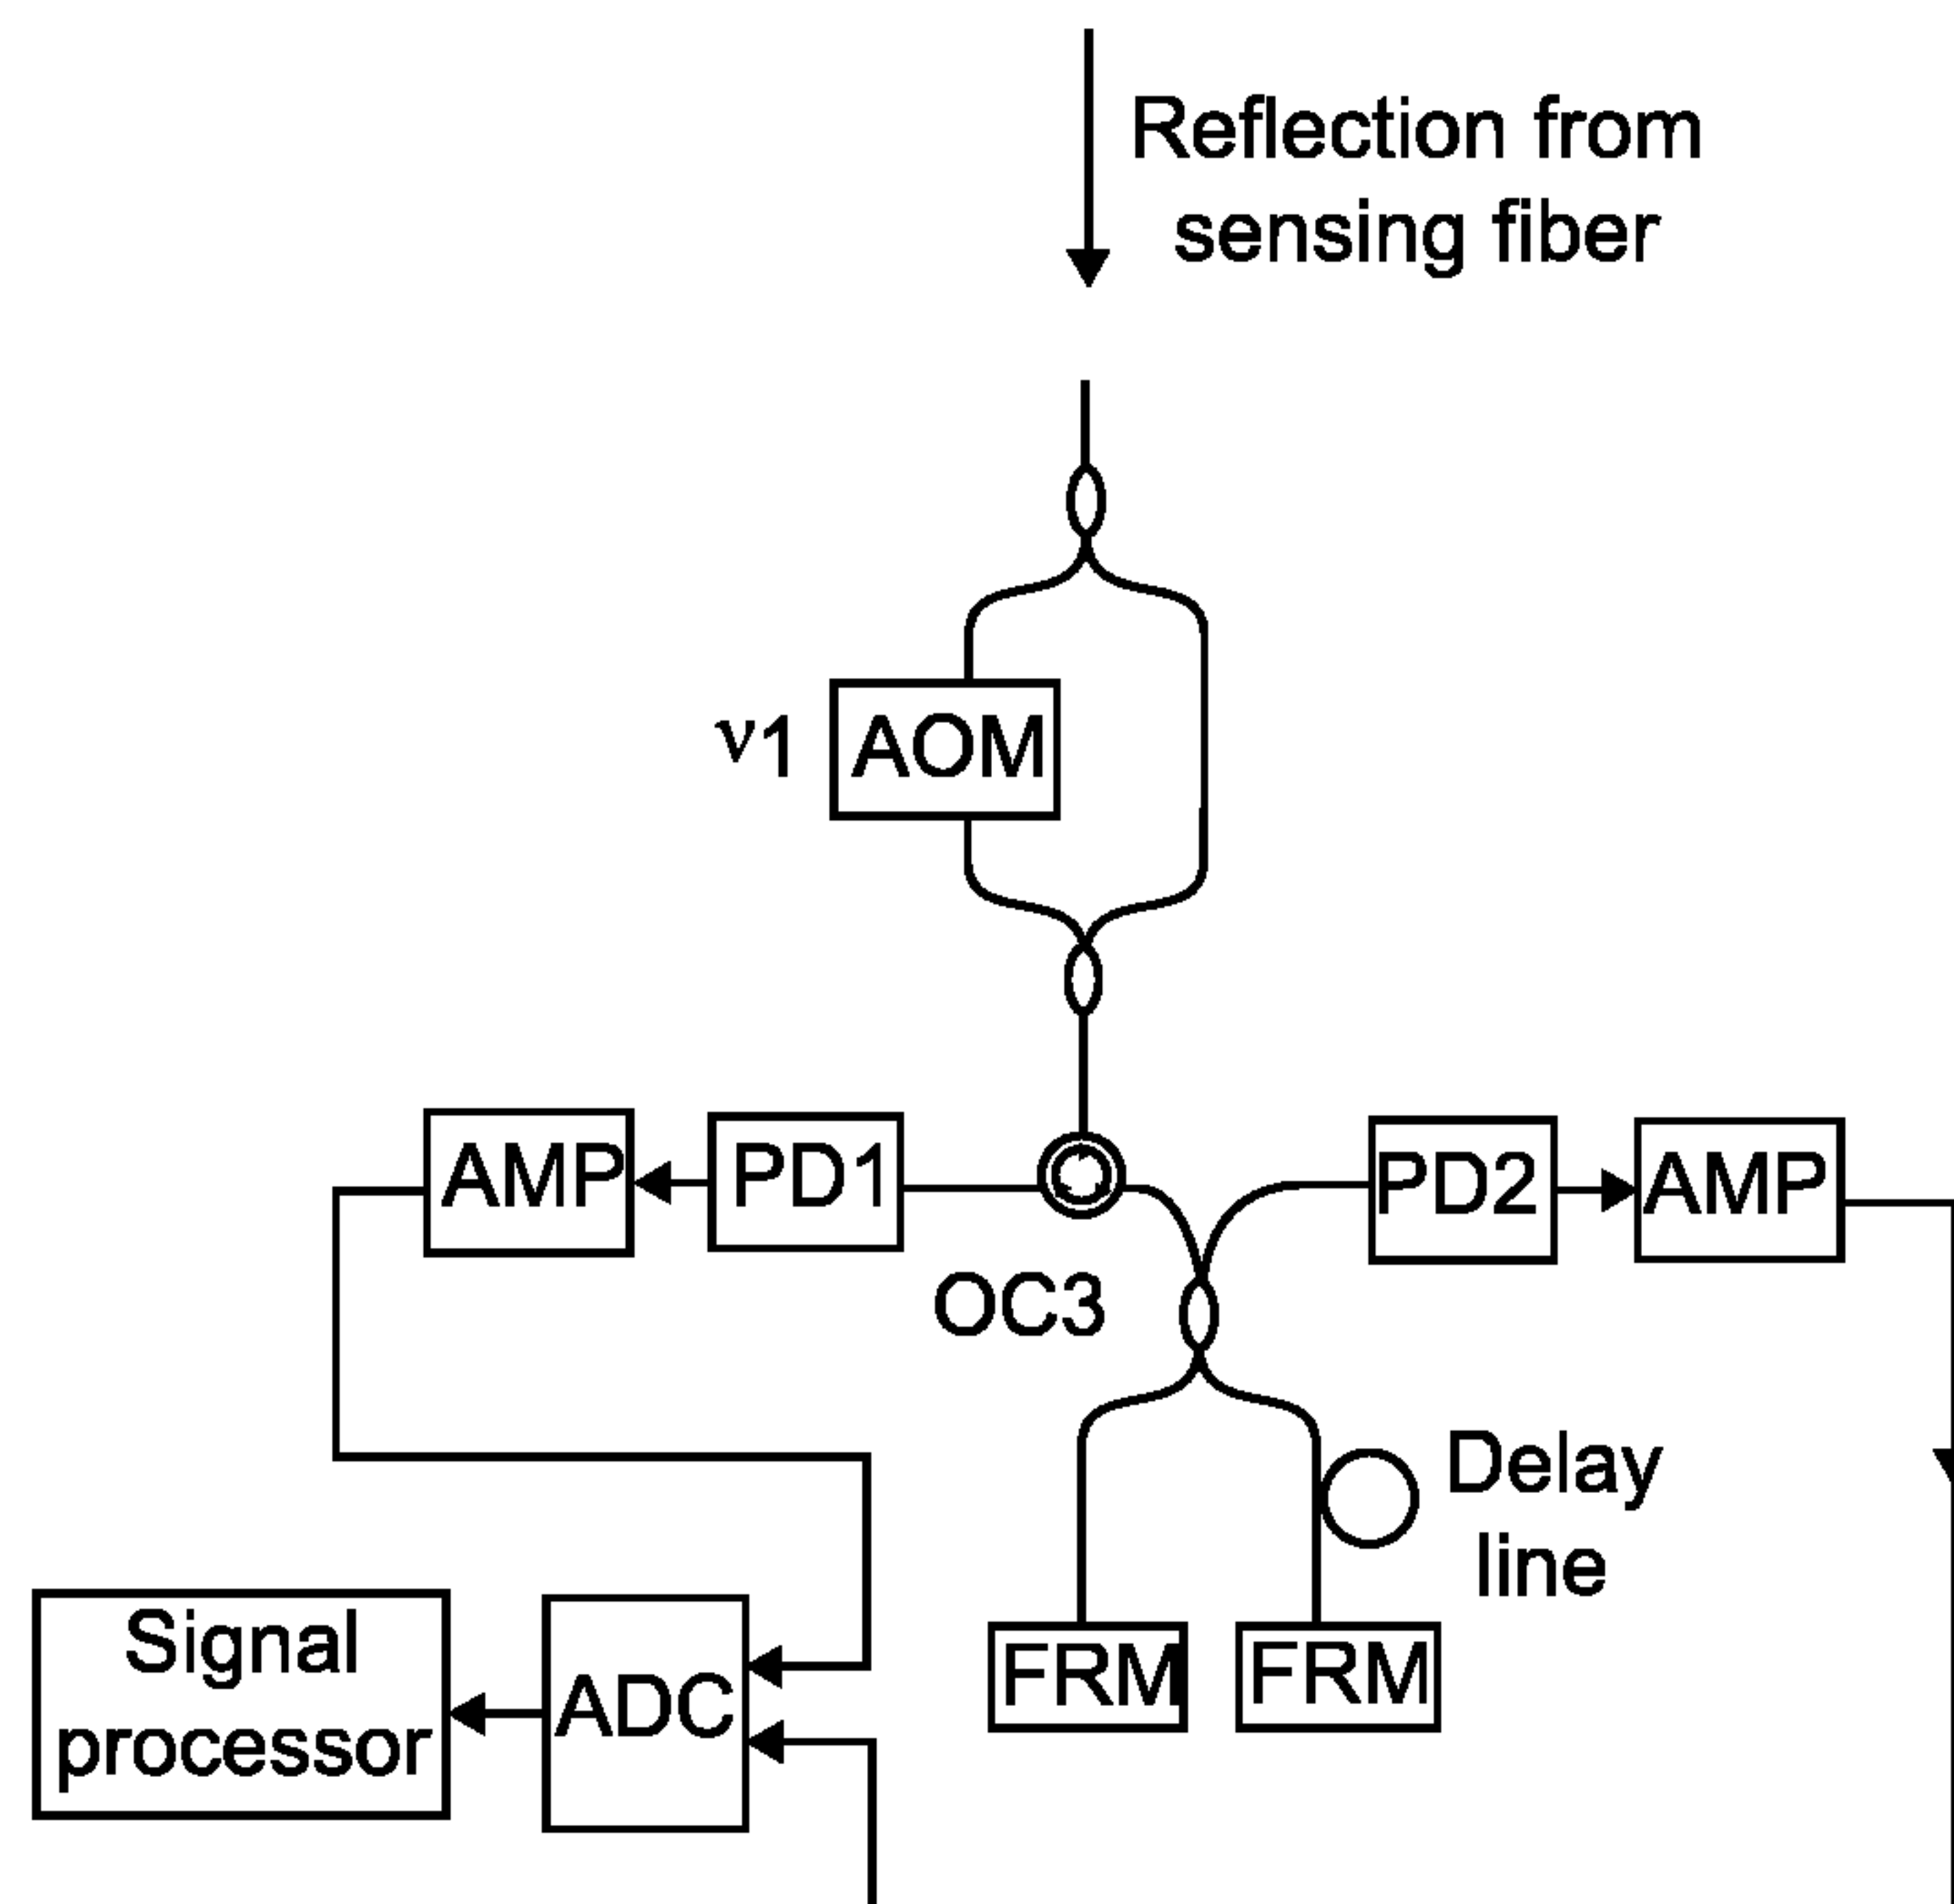 Reflection from
sensing fiber
ν1
AOM
AMP
PD1
PD2
AMP
OC3
Delay
line
FRM
FRM
Signal
processor
ADC